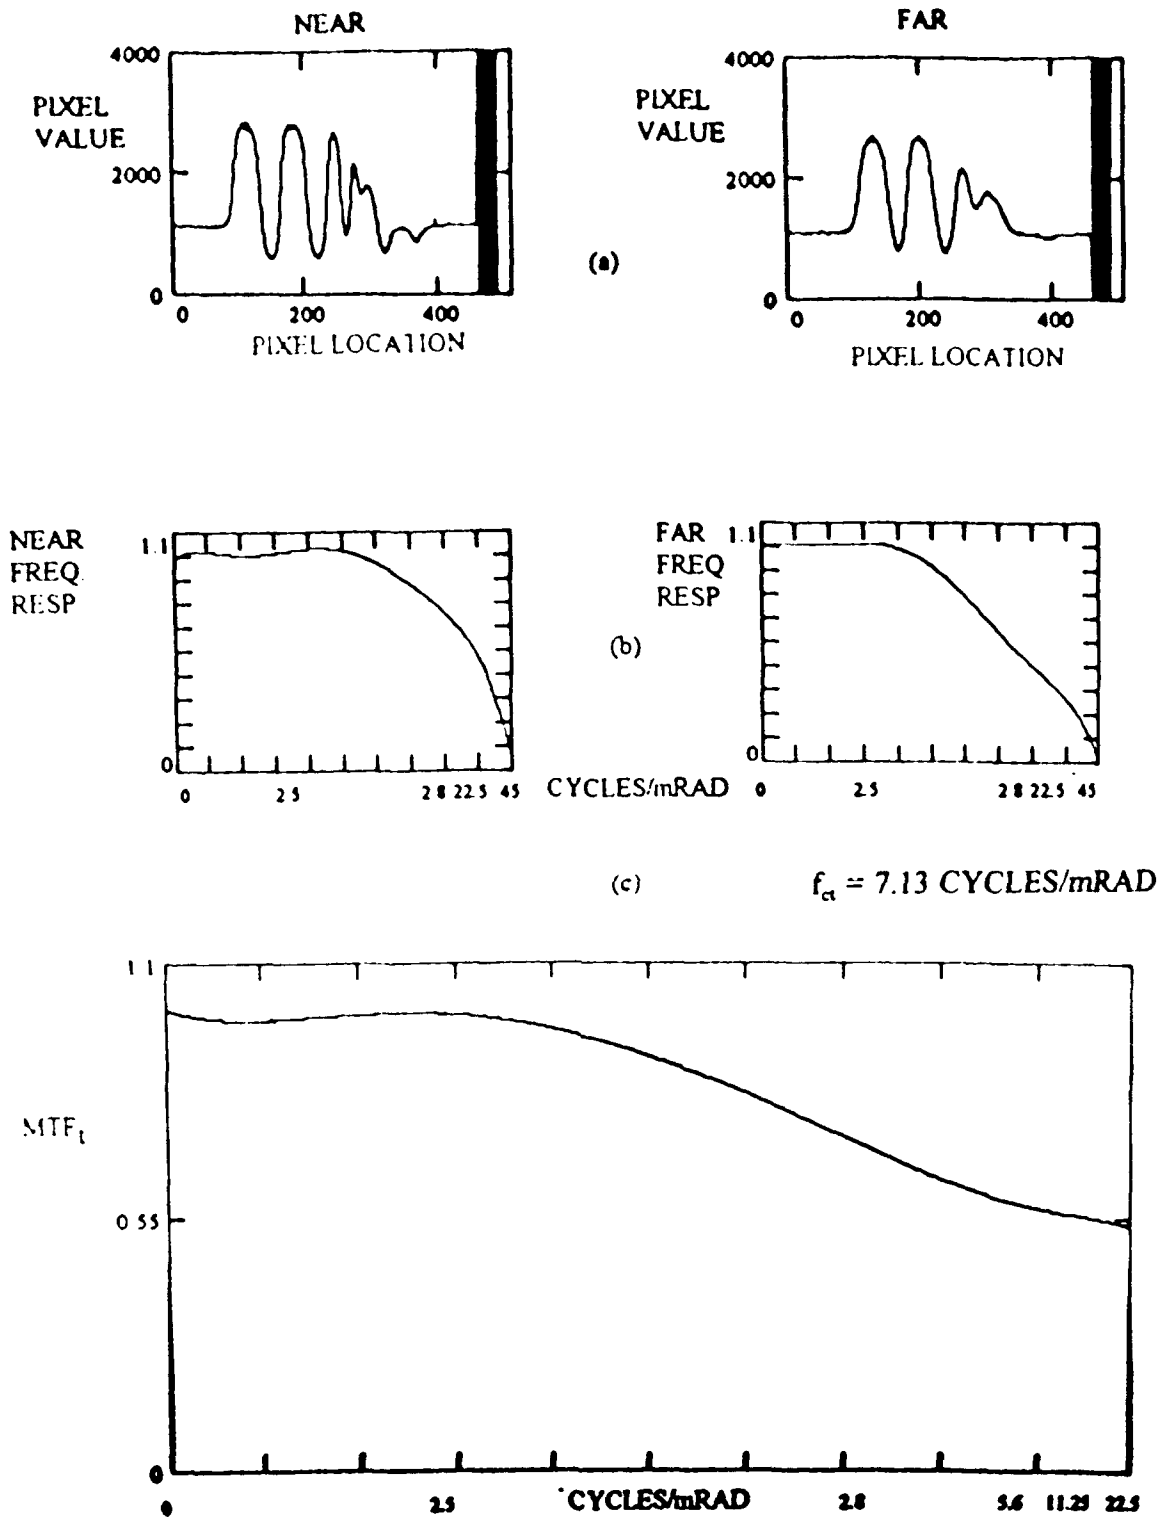 NEAR
4000
PIXEL
VALUE
2000
0
0 200 400
PIXEL LOCATION
FAR
4000
PIXEL
VALUE
2000
0
0 200 400
PIXEL LOCATION
(a)
NEAR
FREQ.
RESP
1.1
0
0 2.5 2.8 22.5 45
CYCLES/mRAD
FAR
FREQ
RESP
1.1
0
0 2.5 2.8 22.5 45
(b)
(c) f_ct = 7.13 CYCLES/mRAD
1.1
MTF_t
0.55
0
0 2.5 CYCLES/mRAD 2.8 5.6 11.25 22.5